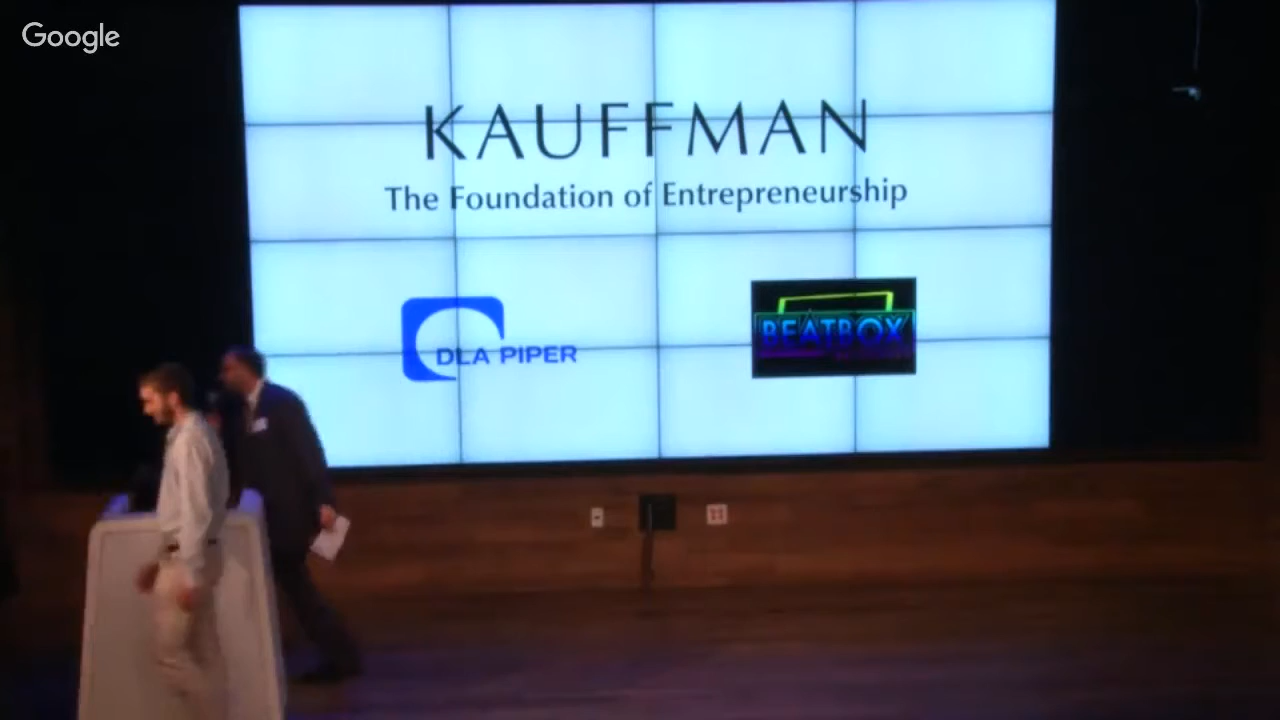 Google
KAUFFMAN
The Foundation of Entrepreneurship
DLA PIPER
BEATBOX